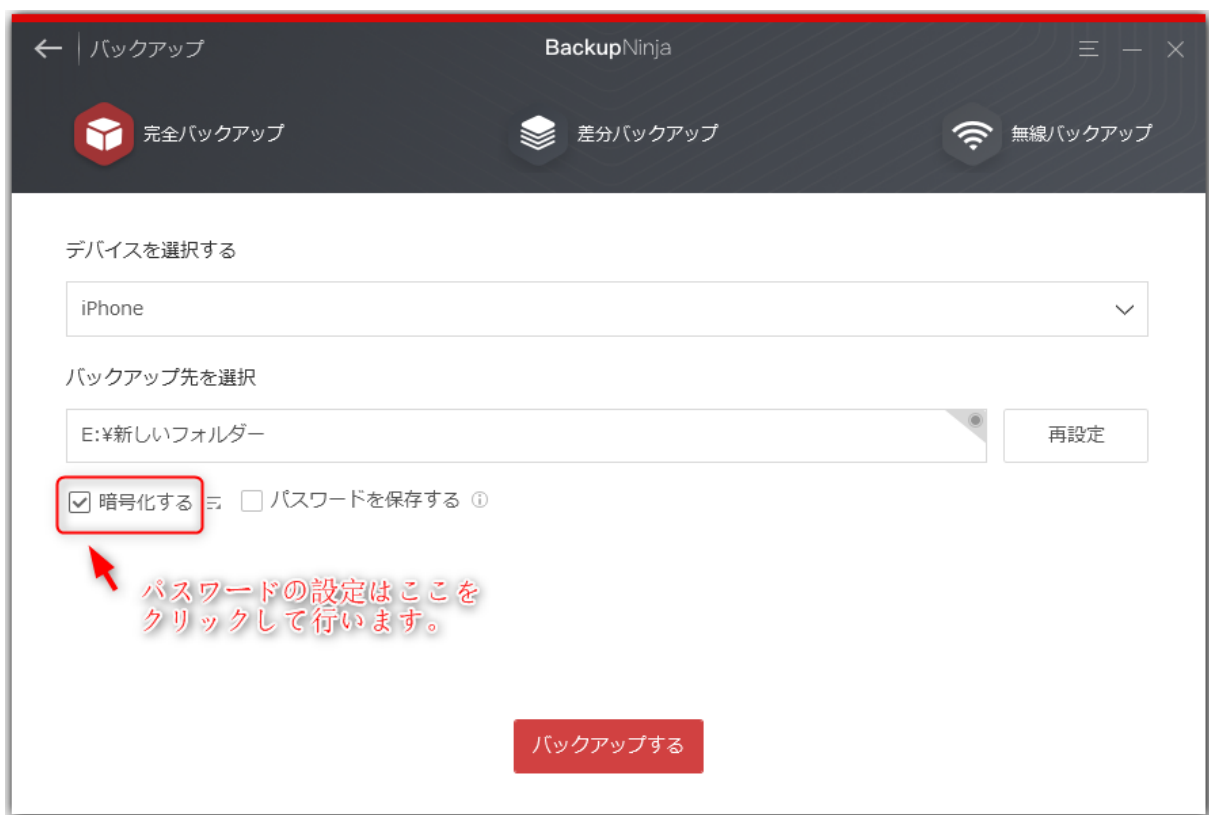 バックアップ
BackupNinja
完全バックアップ
差分バックアップ
無線バックアップ
デバイスを選択する
iPhone
バックアップ先を選択
E:¥新しいフォルダー
再設定
暗号化する
パスワードを保存する
パスワードの設定はここを
クリックして行います。
バックアップする